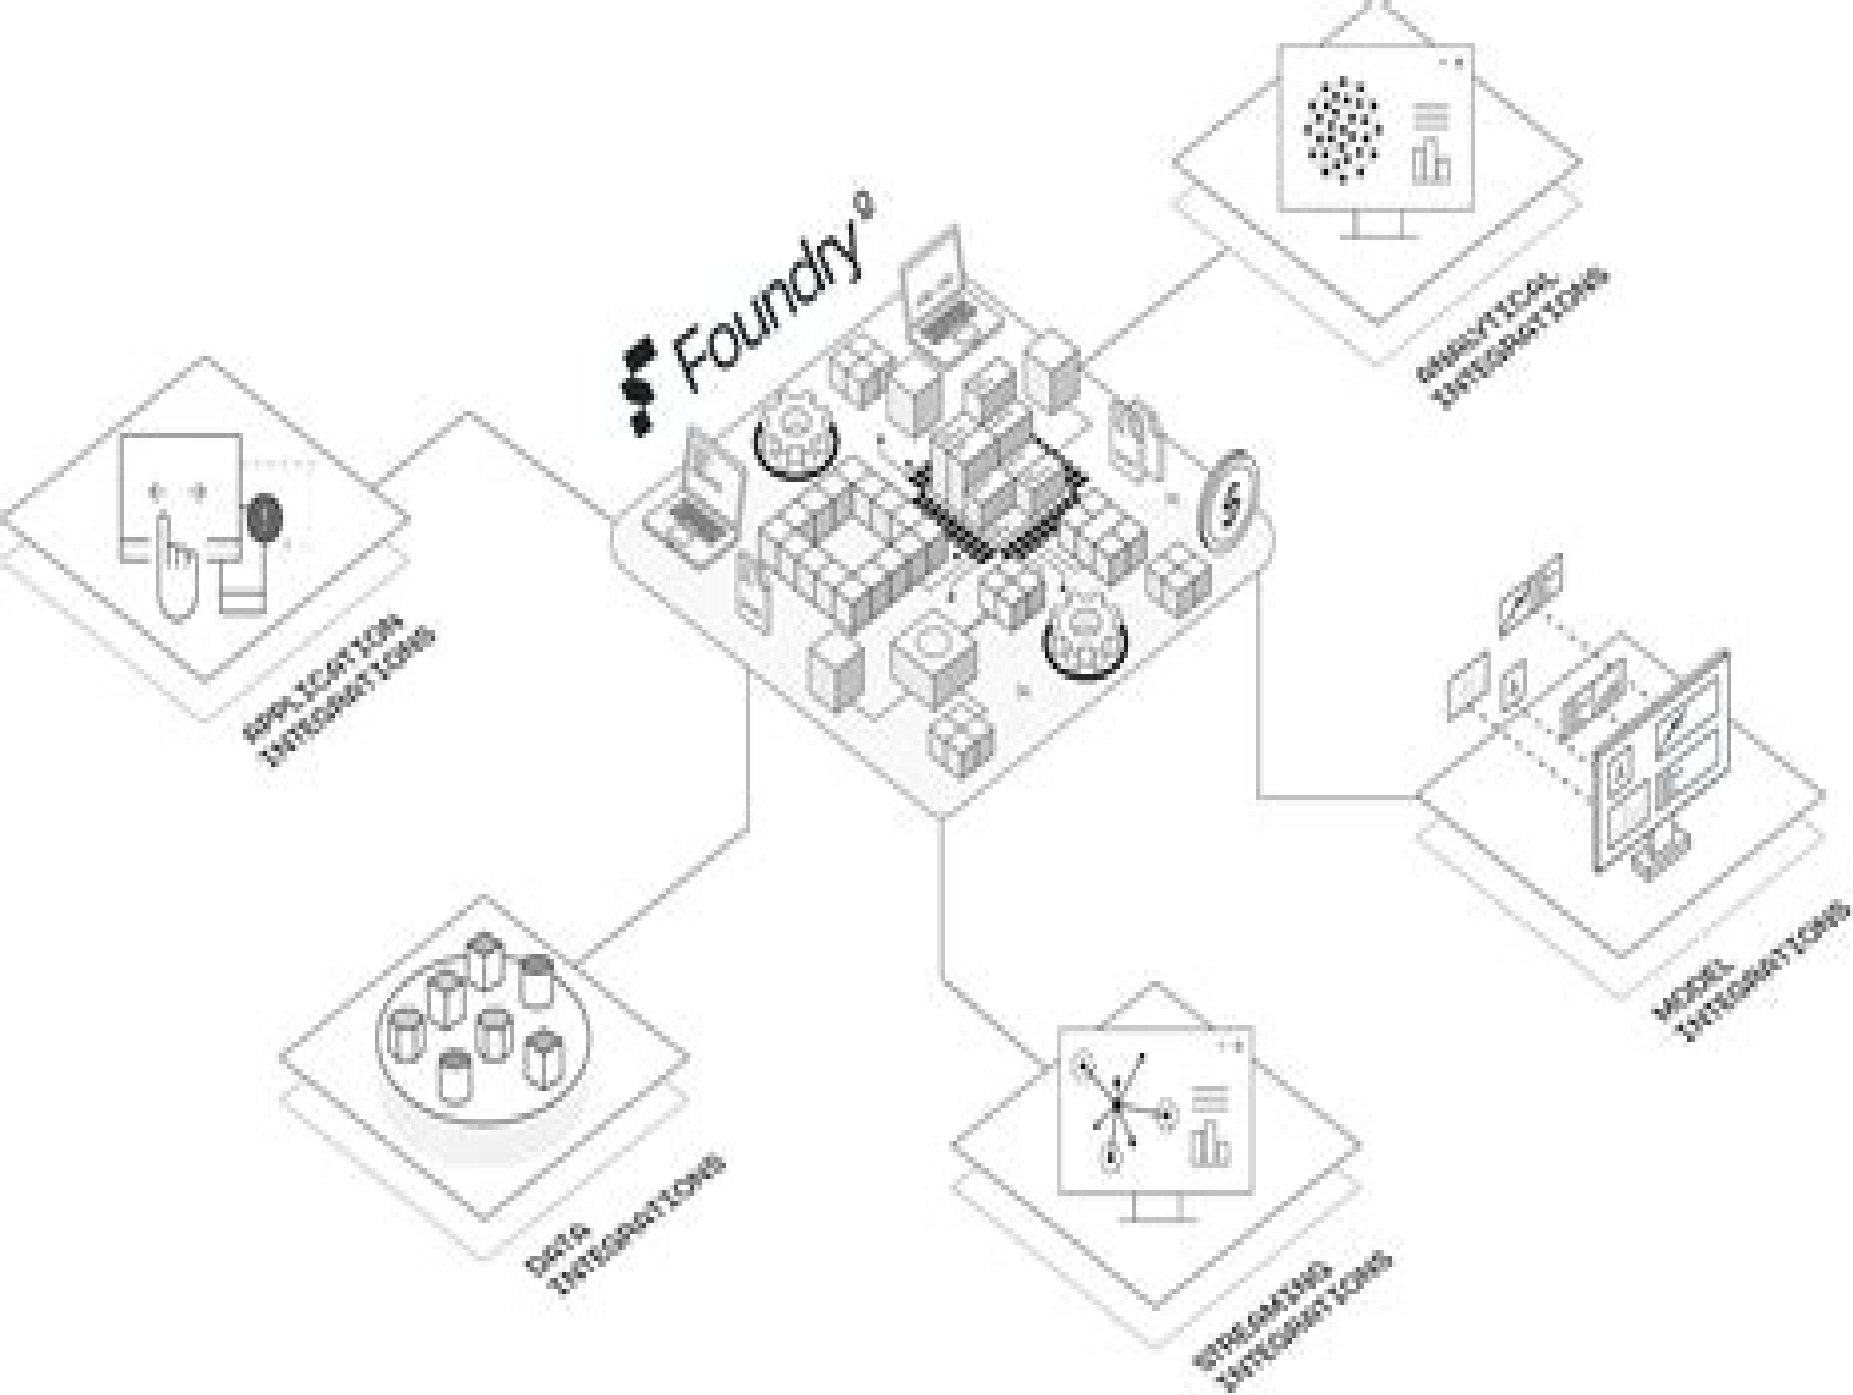 Foundry
ANALYTICAL
INTEGRATIONS
APPLICATION
INTEGRATIONS
MODEL
INTEGRATIONS
DATA
INTEGRATIONS
STREAMING
INTEGRATIONS